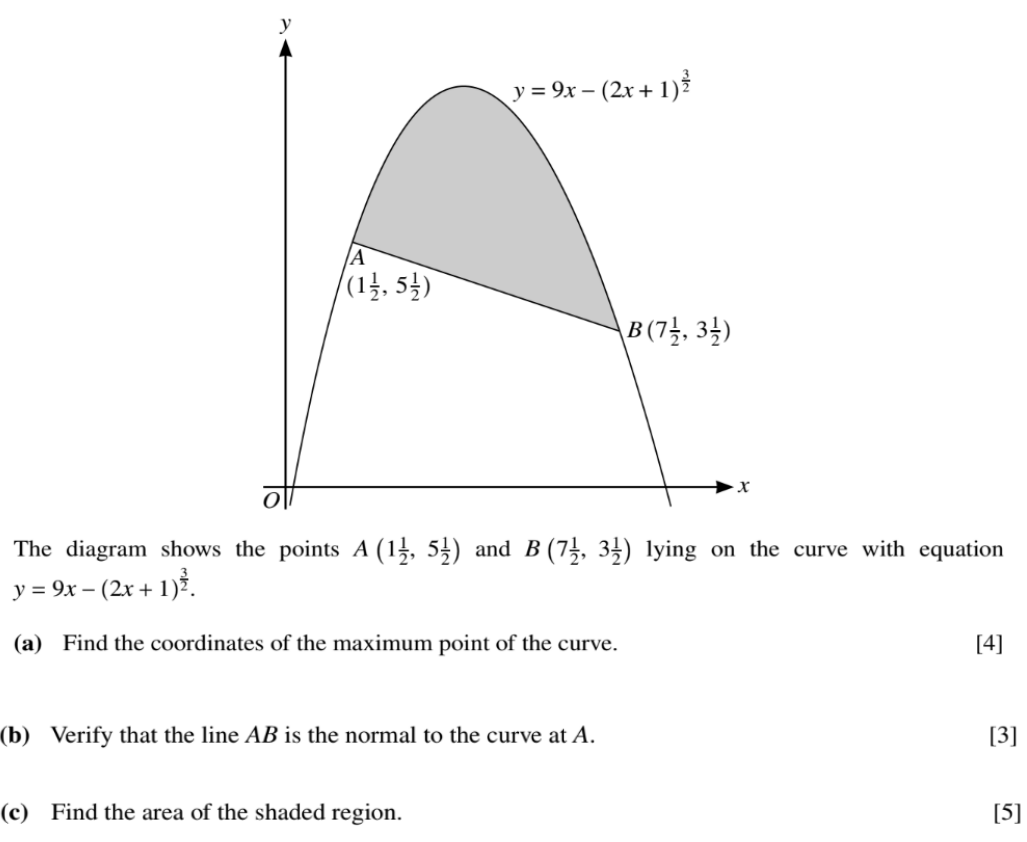 y
y = 9x − (2x + 1)^{3/2}
A
(1½, 5½)
B (7½, 3½)
O
x
The diagram shows the points A (1½, 5½) and B (7½, 3½) lying on the curve with equation
y = 9x − (2x + 1)^{3/2}.
(a) Find the coordinates of the maximum point of the curve. [4]
(b) Verify that the line AB is the normal to the curve at A. [3]
(c) Find the area of the shaded region. [5]